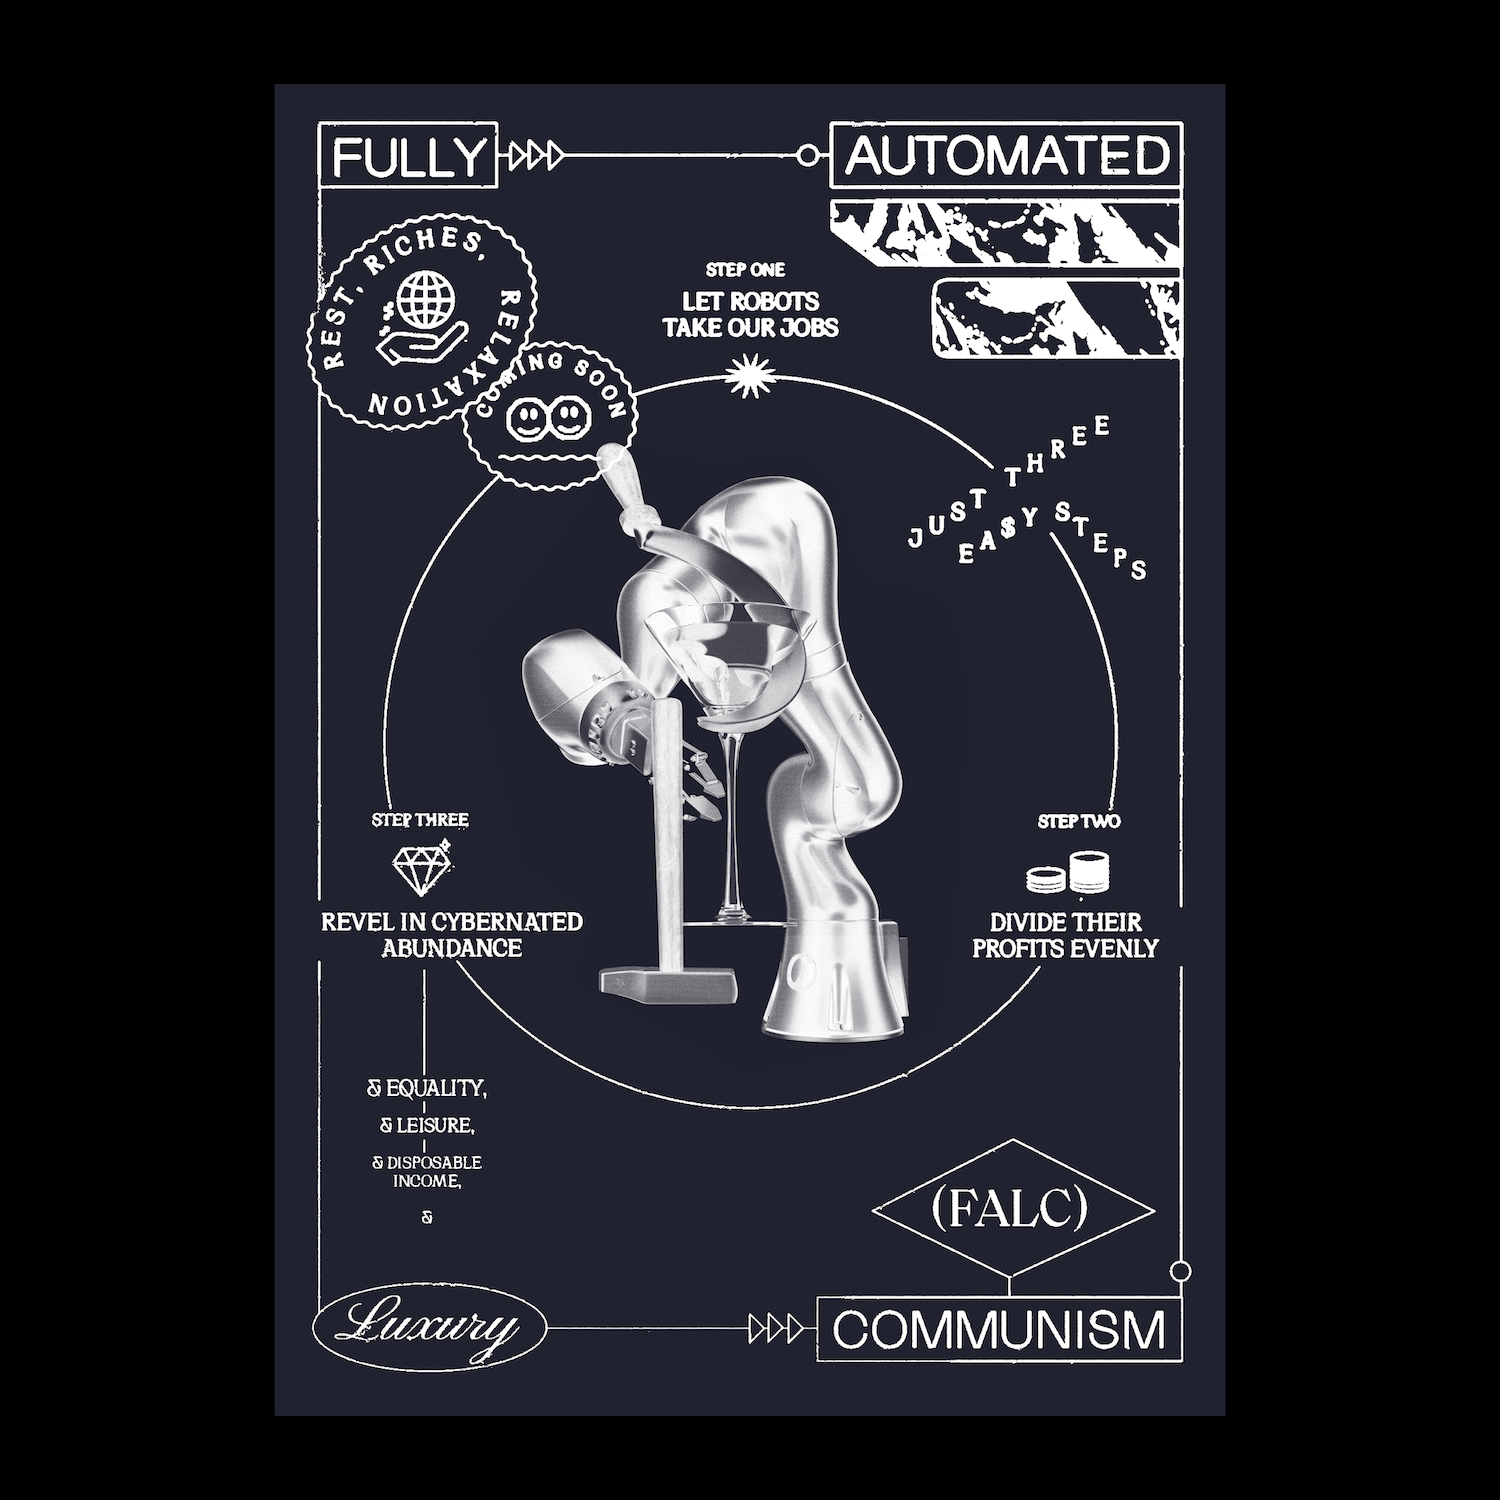 FULLY
AUTOMATED
REST, RICHES, RELAXATION
COMING SOON
STEP ONE
LET ROBOTS
TAKE OUR JOBS
JUST THREE
EA$Y STEPS
STEP THREE
REVEL IN CYBERNATED
ABUNDANCE
STEP TWO
DIVIDE THEIR
PROFITS EVENLY
& EQUALITY,
& LEISURE,
& DISPOSABLE
INCOME,
&
(FALC)
Luxury
COMMUNISM